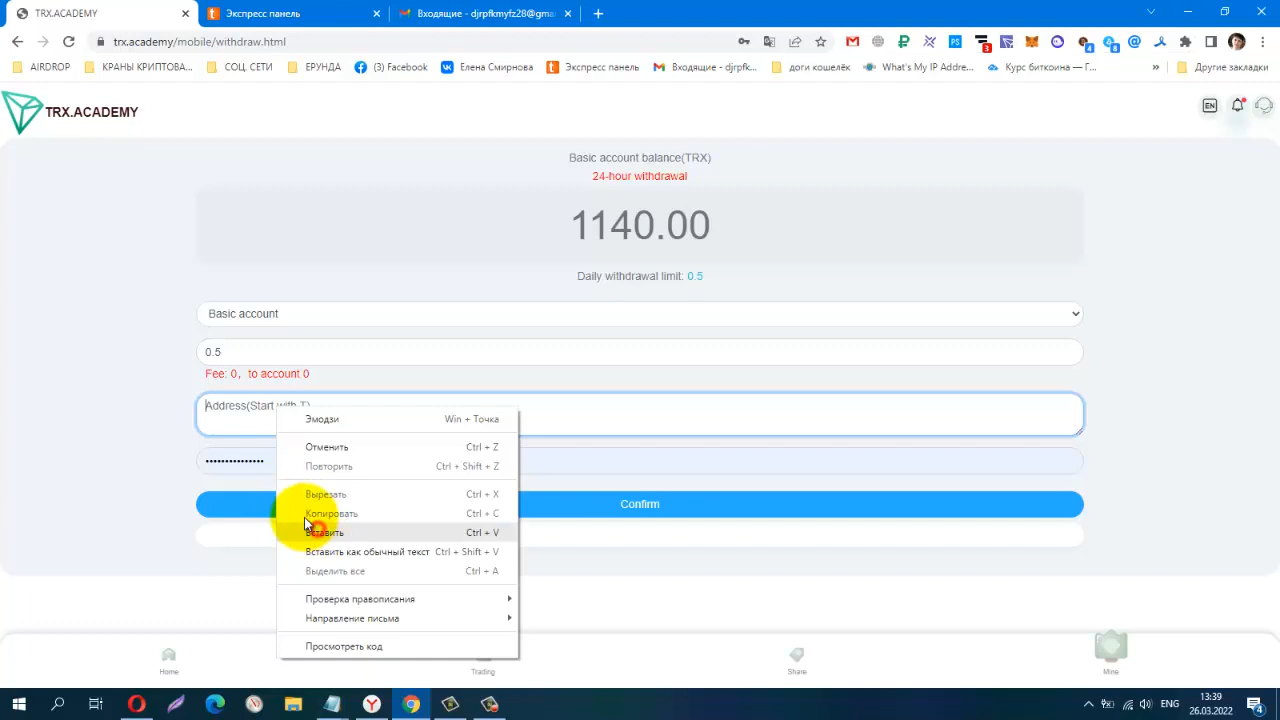 TRX.ACADEMY
Экспресс панель
Входящие - djrpfkmyfz28@gma
trx.academy/mobile/withdraw.html
AIRDROP
КРАНЫ КРИПТОВА...
СОЦ. СЕТИ
ЕРУНДА
(3) Facebook
Елена Смирнова
Экспресс панель
Входящие - djrpfk...
доги кошелёк
What's My IP Addre...
Курс биткоина — Г...
»
Другие закладки
TRX.ACADEMY
EN
Basic account balance(TRX)
24-hour withdrawal
1140.00
Daily withdrawal limit: 0.5
Basic account
0.5
Fee: 0，to account 0
Address(Start with T)
•••••••••••••••
Confirm
Эмодзи Win + Точка
Отменить Ctrl + Z
Повторить Ctrl + Shift + Z
Вырезать Ctrl + X
Копировать Ctrl + C
Вставить Ctrl + V
Вставить как обычный текст Ctrl + Shift + V
Выделить все Ctrl + A
Проверка правописания
Направление письма
Просмотреть код
Home
Trading
Share
Mine
ENG
13:39
26.03.2022